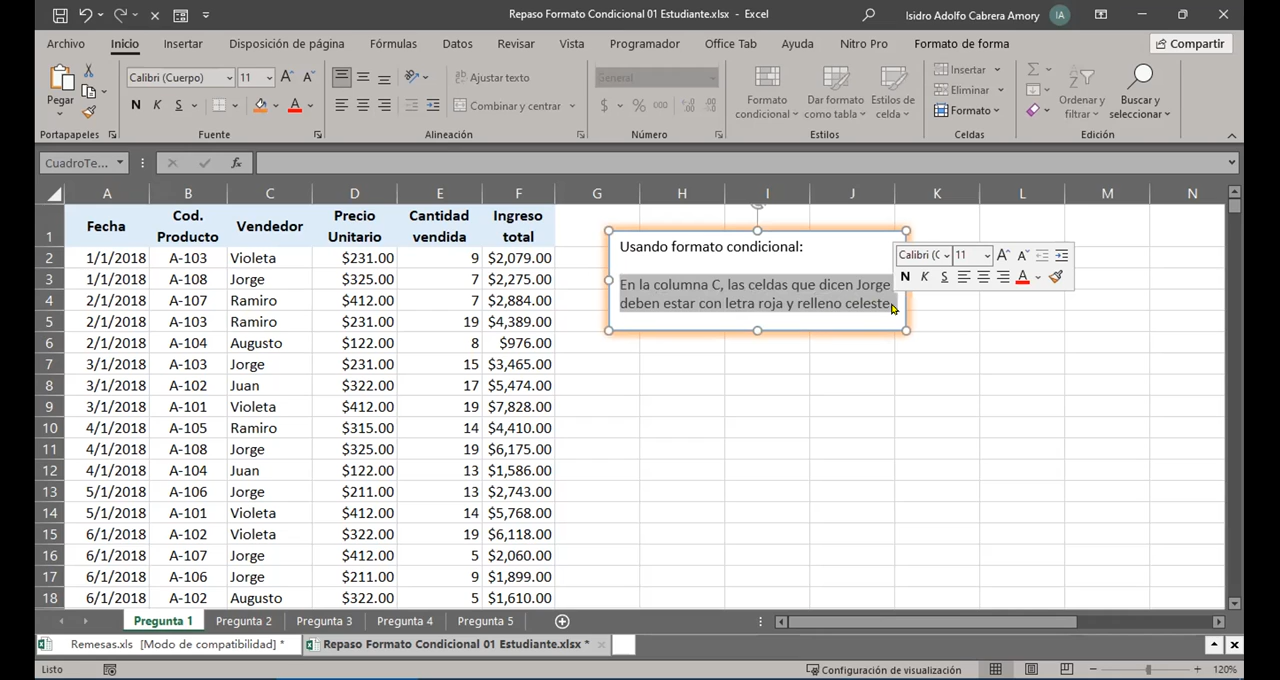 Repaso Formato Condicional 01 Estudiante.xlsx - Excel
Isidro Adolfo Cabrera Amory
IA
Archivo Inicio Insertar Disposición de página Fórmulas Datos Revisar Vista Programador Office Tab Ayuda Nitro Pro Formato de forma Compartir
Pegar
Calibri (Cuerpo) 11
N K S
Ajustar texto
Combinar y centrar
General
$ % 000
Formato condicional
Dar formato como tabla
Estilos de celda
Insertar
Eliminar
Formato
Ordenar y filtrar
Buscar y seleccionar
Portapapeles Fuente Alineación Número Estilos Celdas Edición
CuadroTe... fx
A B C D E F G H I J K L M N
1 Fecha Cod. Producto Vendedor Precio Unitario Cantidad vendida Ingreso total
2 1/1/2018 A-103 Violeta $231.00 9 $2,079.00
3 1/1/2018 A-108 Jorge $325.00 7 $2,275.00
4 2/1/2018 A-107 Ramiro $412.00 7 $2,884.00
5 2/1/2018 A-103 Ramiro $231.00 19 $4,389.00
6 2/1/2018 A-104 Augusto $122.00 8 $976.00
7 3/1/2018 A-103 Jorge $231.00 15 $3,465.00
8 3/1/2018 A-102 Juan $322.00 17 $5,474.00
9 3/1/2018 A-101 Violeta $412.00 19 $7,828.00
10 4/1/2018 A-105 Ramiro $315.00 14 $4,410.00
11 4/1/2018 A-108 Jorge $325.00 19 $6,175.00
12 4/1/2018 A-104 Juan $122.00 13 $1,586.00
13 5/1/2018 A-106 Jorge $211.00 13 $2,743.00
14 5/1/2018 A-101 Violeta $412.00 14 $5,768.00
15 6/1/2018 A-102 Violeta $322.00 19 $6,118.00
16 6/1/2018 A-107 Jorge $412.00 5 $2,060.00
17 6/1/2018 A-106 Jorge $211.00 9 $1,899.00
18 6/1/2018 A-102 Augusto $322.00 5 $1,610.00
Usando formato condicional:
En la columna C, las celdas que dicen Jorge
deben estar con letra roja y relleno celeste.
Calibri (C 11
N K S A
Pregunta 1 Pregunta 2 Pregunta 3 Pregunta 4 Pregunta 5
Remesas.xls [Modo de compatibilidad] * Repaso Formato Condicional 01 Estudiante.xlsx *
Listo Configuración de visualización 120%